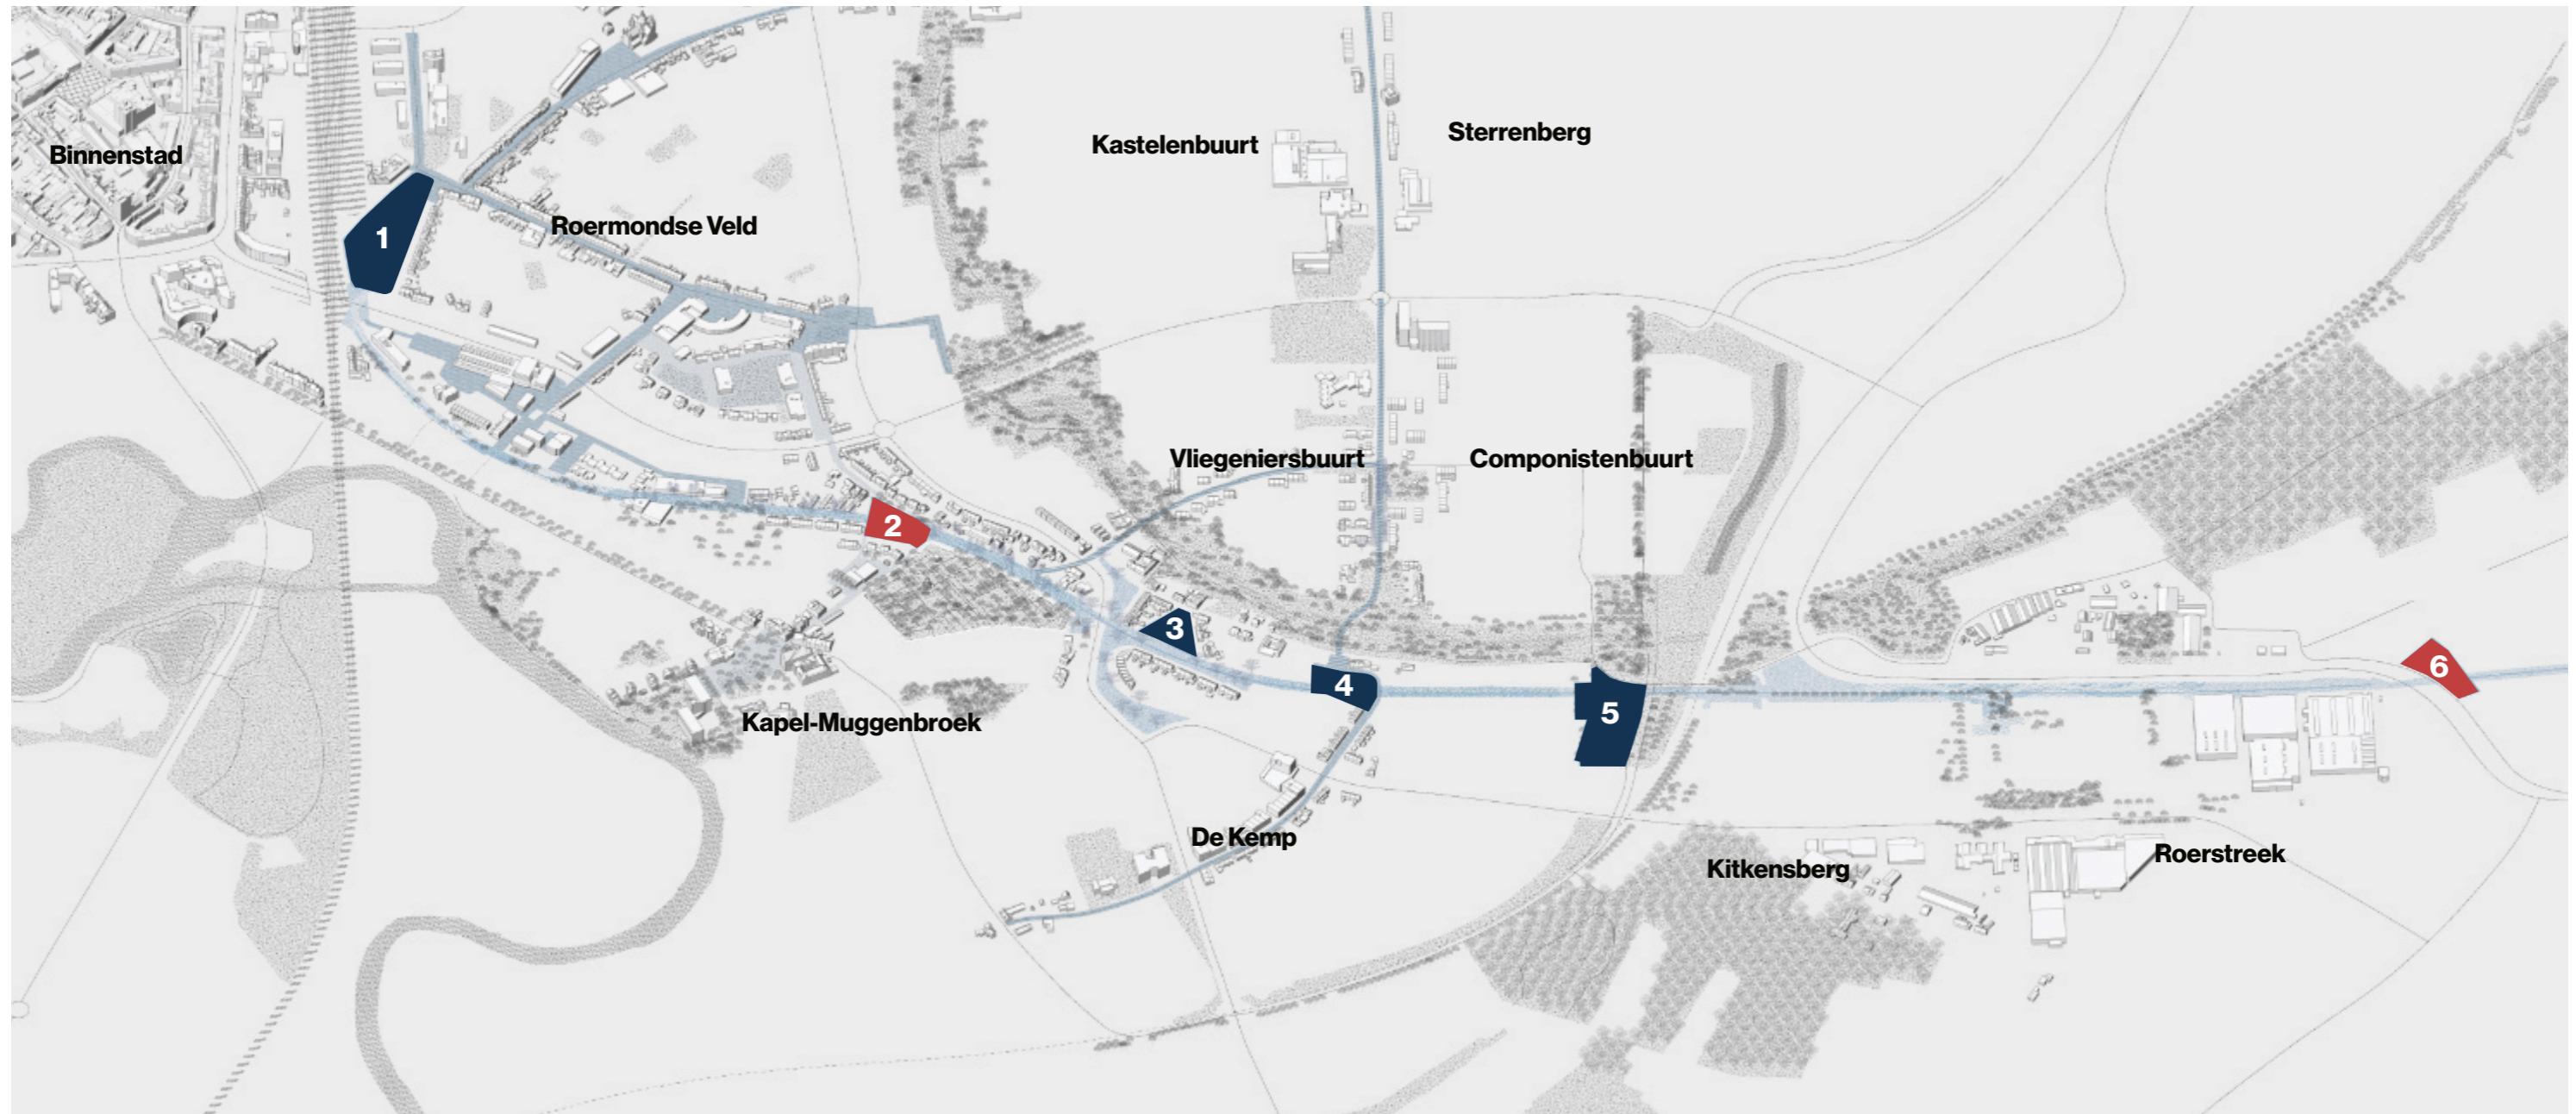 Sterrenberg
Kastelenbuurt
Binnenstad
Roermondse Veld
1
Vliegeniersbuurt
Componistenbuurt
2
3
6
4
5
Kapel-Muggenbroek
De Kemp
Roerstreek
Kitkensberg